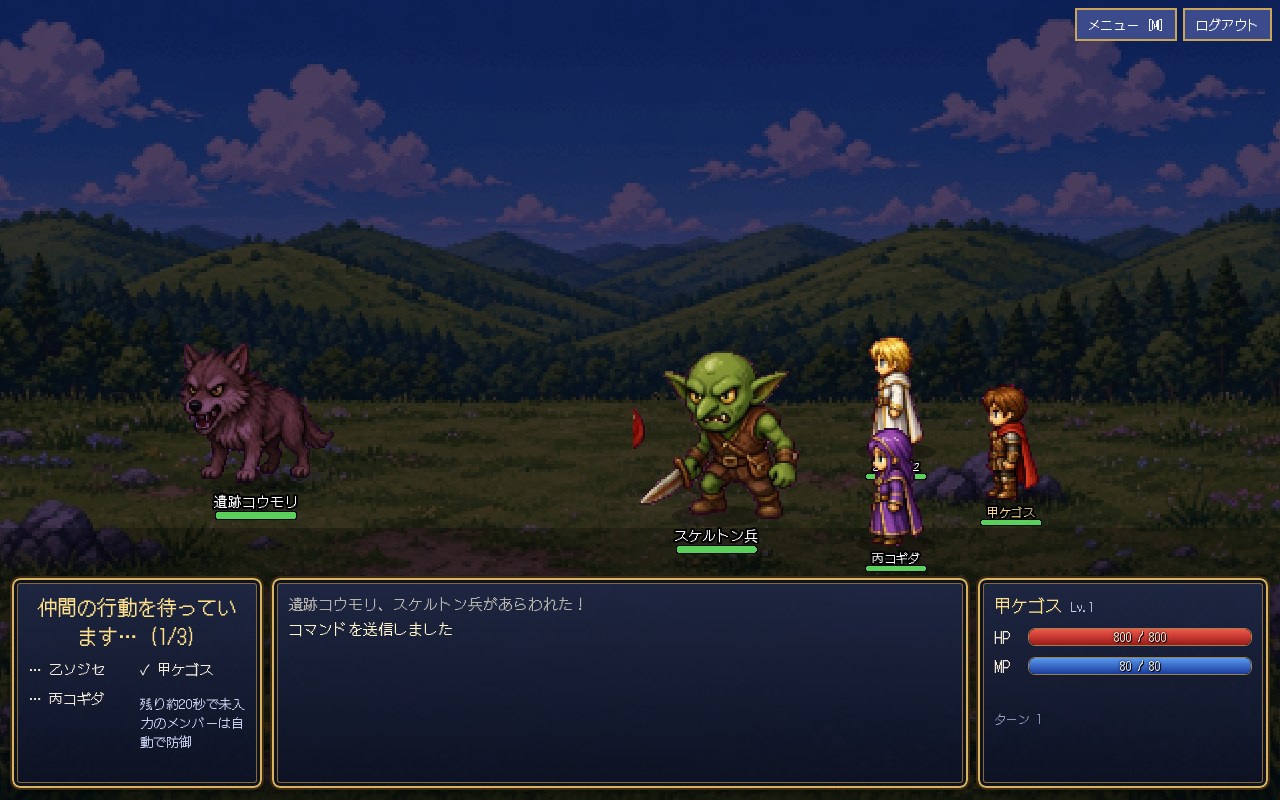 メニュー [M]
ログアウト
遺跡コウモリ
スケルトン兵
2
甲ケゴス
丙コギダ
仲間の行動を待ってい
ます… (1/3)
… 乙ソジセ
✓ 甲ケゴス
… 丙コギダ
残り約20秒で未入
力のメンバーは自
動で防御
遺跡コウモリ、スケルトン兵があらわれた！
コマンドを送信しました
甲ケゴス Lv.1
HP 800 / 800
MP 80 / 80
ターン 1